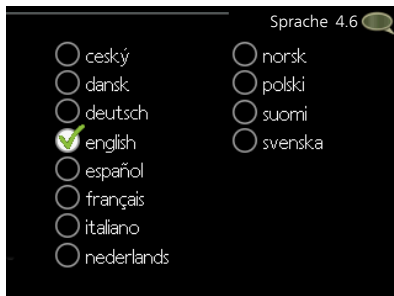 Sprache 4.6
ceský
dansk
deutsch
english
español
français
italiano
nederlands
norsk
polski
suomi
svenska